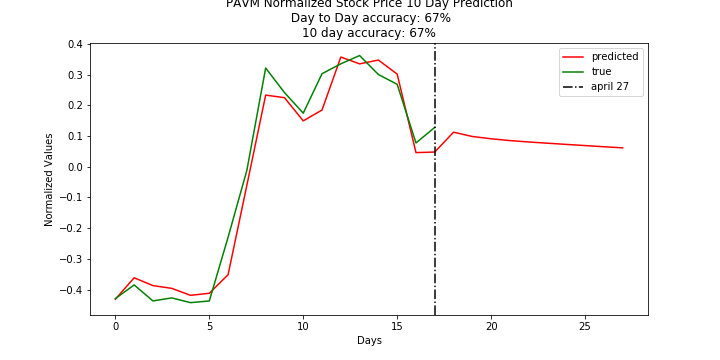 PAVM Normalized Stock Price 10 Day Prediction
Day to Day accuracy: 67%
10 day accuracy: 67%
predicted
true
april 27
Normalized Values
0.4
0.3
0.2
0.1
0.0
−0.1
−0.2
−0.3
−0.4
0
5
10
15
20
25
Days